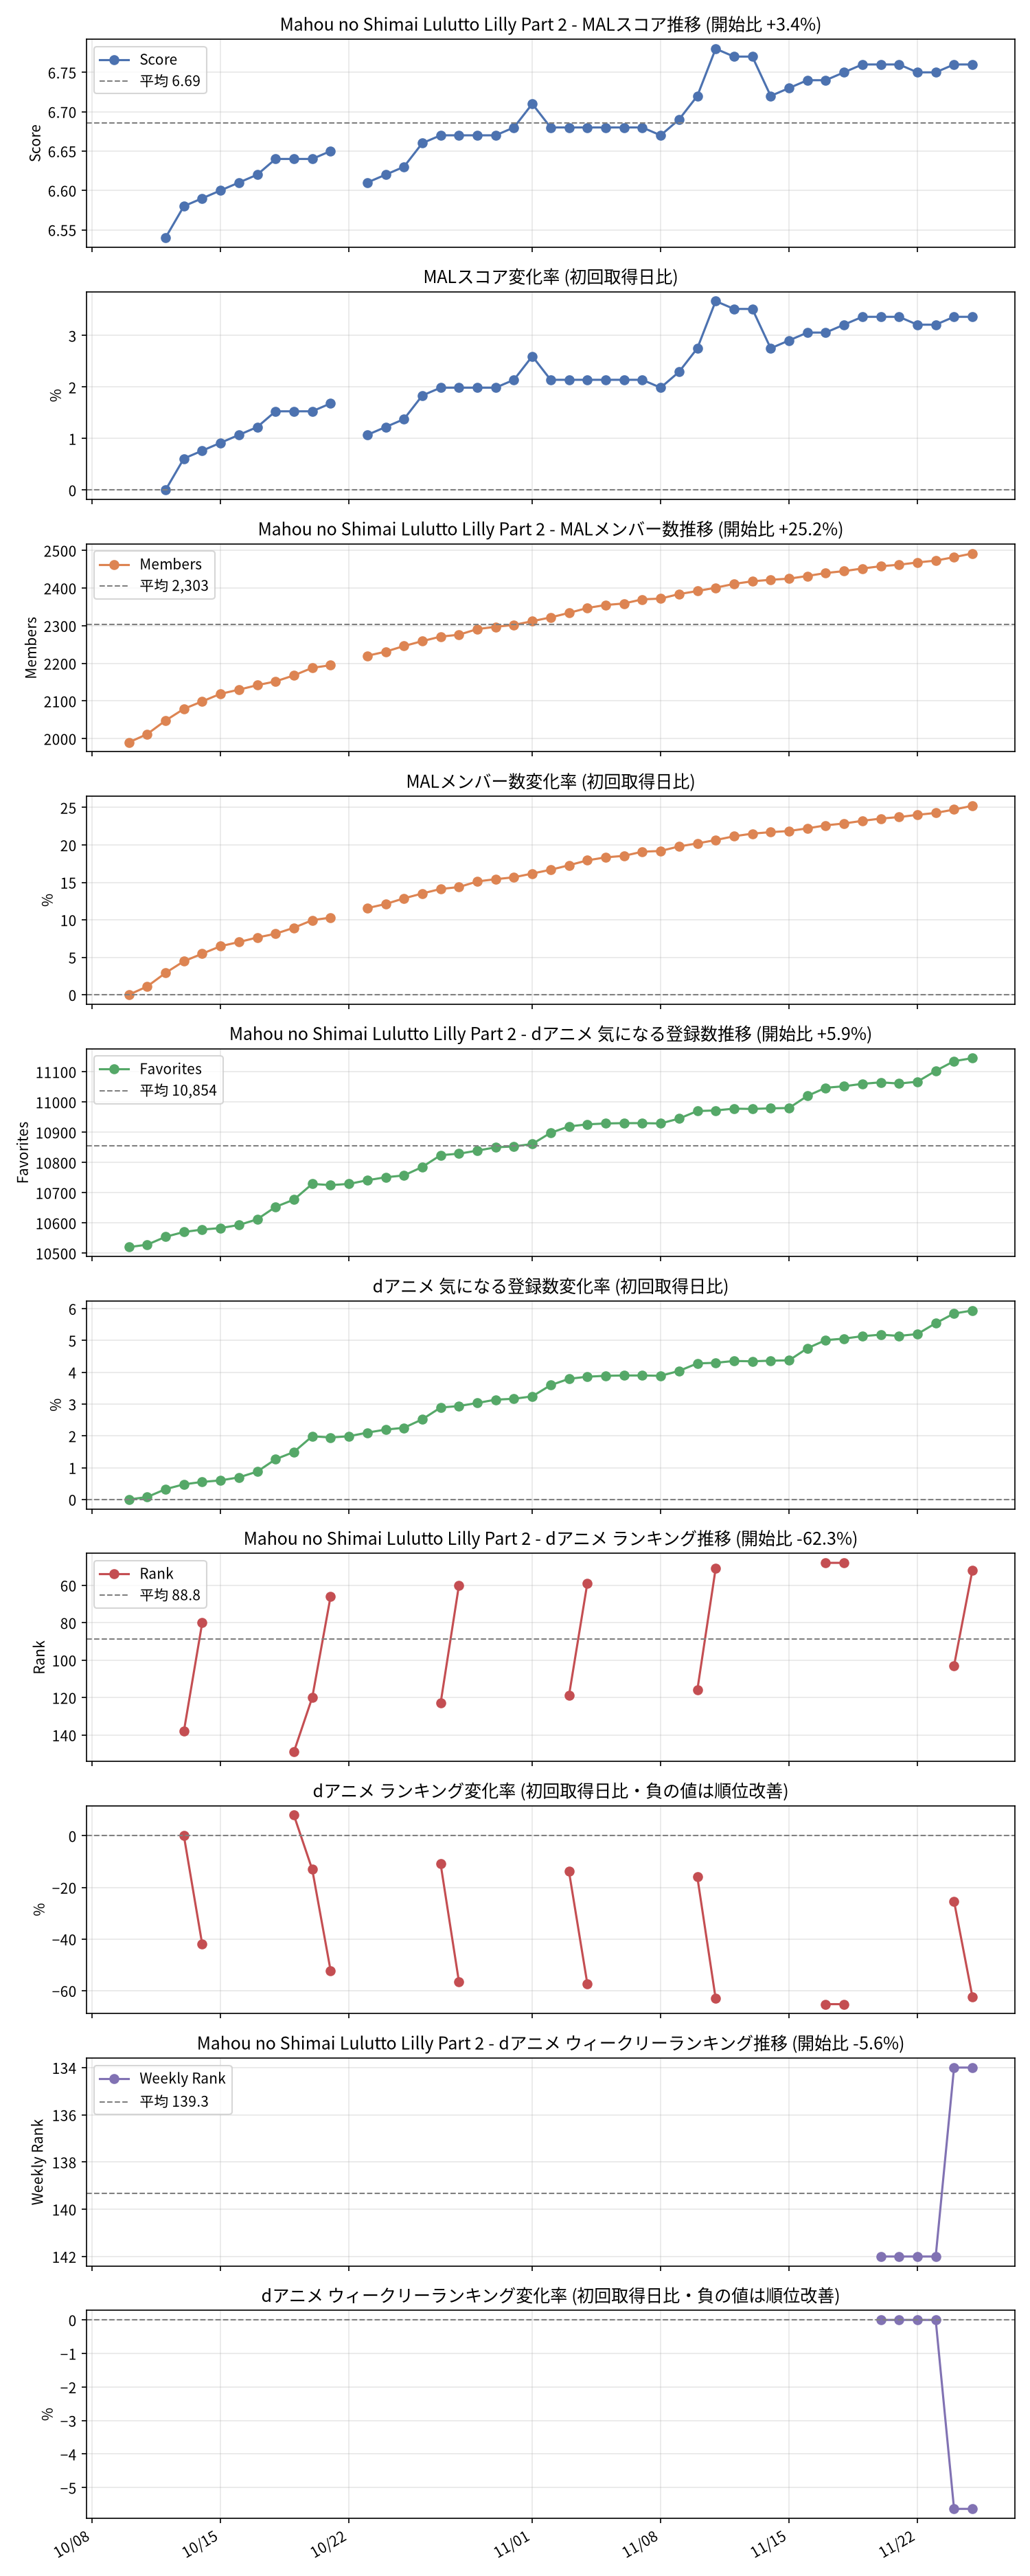 Mahou no Shimai Lulutto Lilly Part 2 - MALスコア推移 (開始比 +3.4%)
Score
平均 6.69
Score
6.75
6.70
6.65
6.60
6.55
MALスコア変化率 (初回取得日比)
%
3
2
1
0
Mahou no Shimai Lulutto Lilly Part 2 - MALメンバー数推移 (開始比 +25.2%)
Members
平均 2,303
Members
2500
2400
2300
2200
2100
2000
MALメンバー数変化率 (初回取得日比)
%
25
20
15
10
5
0
Mahou no Shimai Lulutto Lilly Part 2 - dアニメ 気になる登録数推移 (開始比 +5.9%)
Favorites
平均 10,854
Favorites
11100
11000
10900
10800
10700
10600
10500
dアニメ 気になる登録数変化率 (初回取得日比)
%
6
5
4
3
2
1
0
Mahou no Shimai Lulutto Lilly Part 2 - dアニメ ランキング推移 (開始比 -62.3%)
Rank
平均 88.8
Rank
60
80
100
120
140
dアニメ ランキング変化率 (初回取得日比・負の値は順位改善)
%
0
−20
−40
−60
Mahou no Shimai Lulutto Lilly Part 2 - dアニメ ウィークリーランキング推移 (開始比 -5.6%)
Weekly Rank
平均 139.3
Weekly Rank
134
136
138
140
142
dアニメ ウィークリーランキング変化率 (初回取得日比・負の値は順位改善)
%
0
−1
−2
−3
−4
−5
10/08
10/15
10/22
11/01
11/08
11/15
11/22